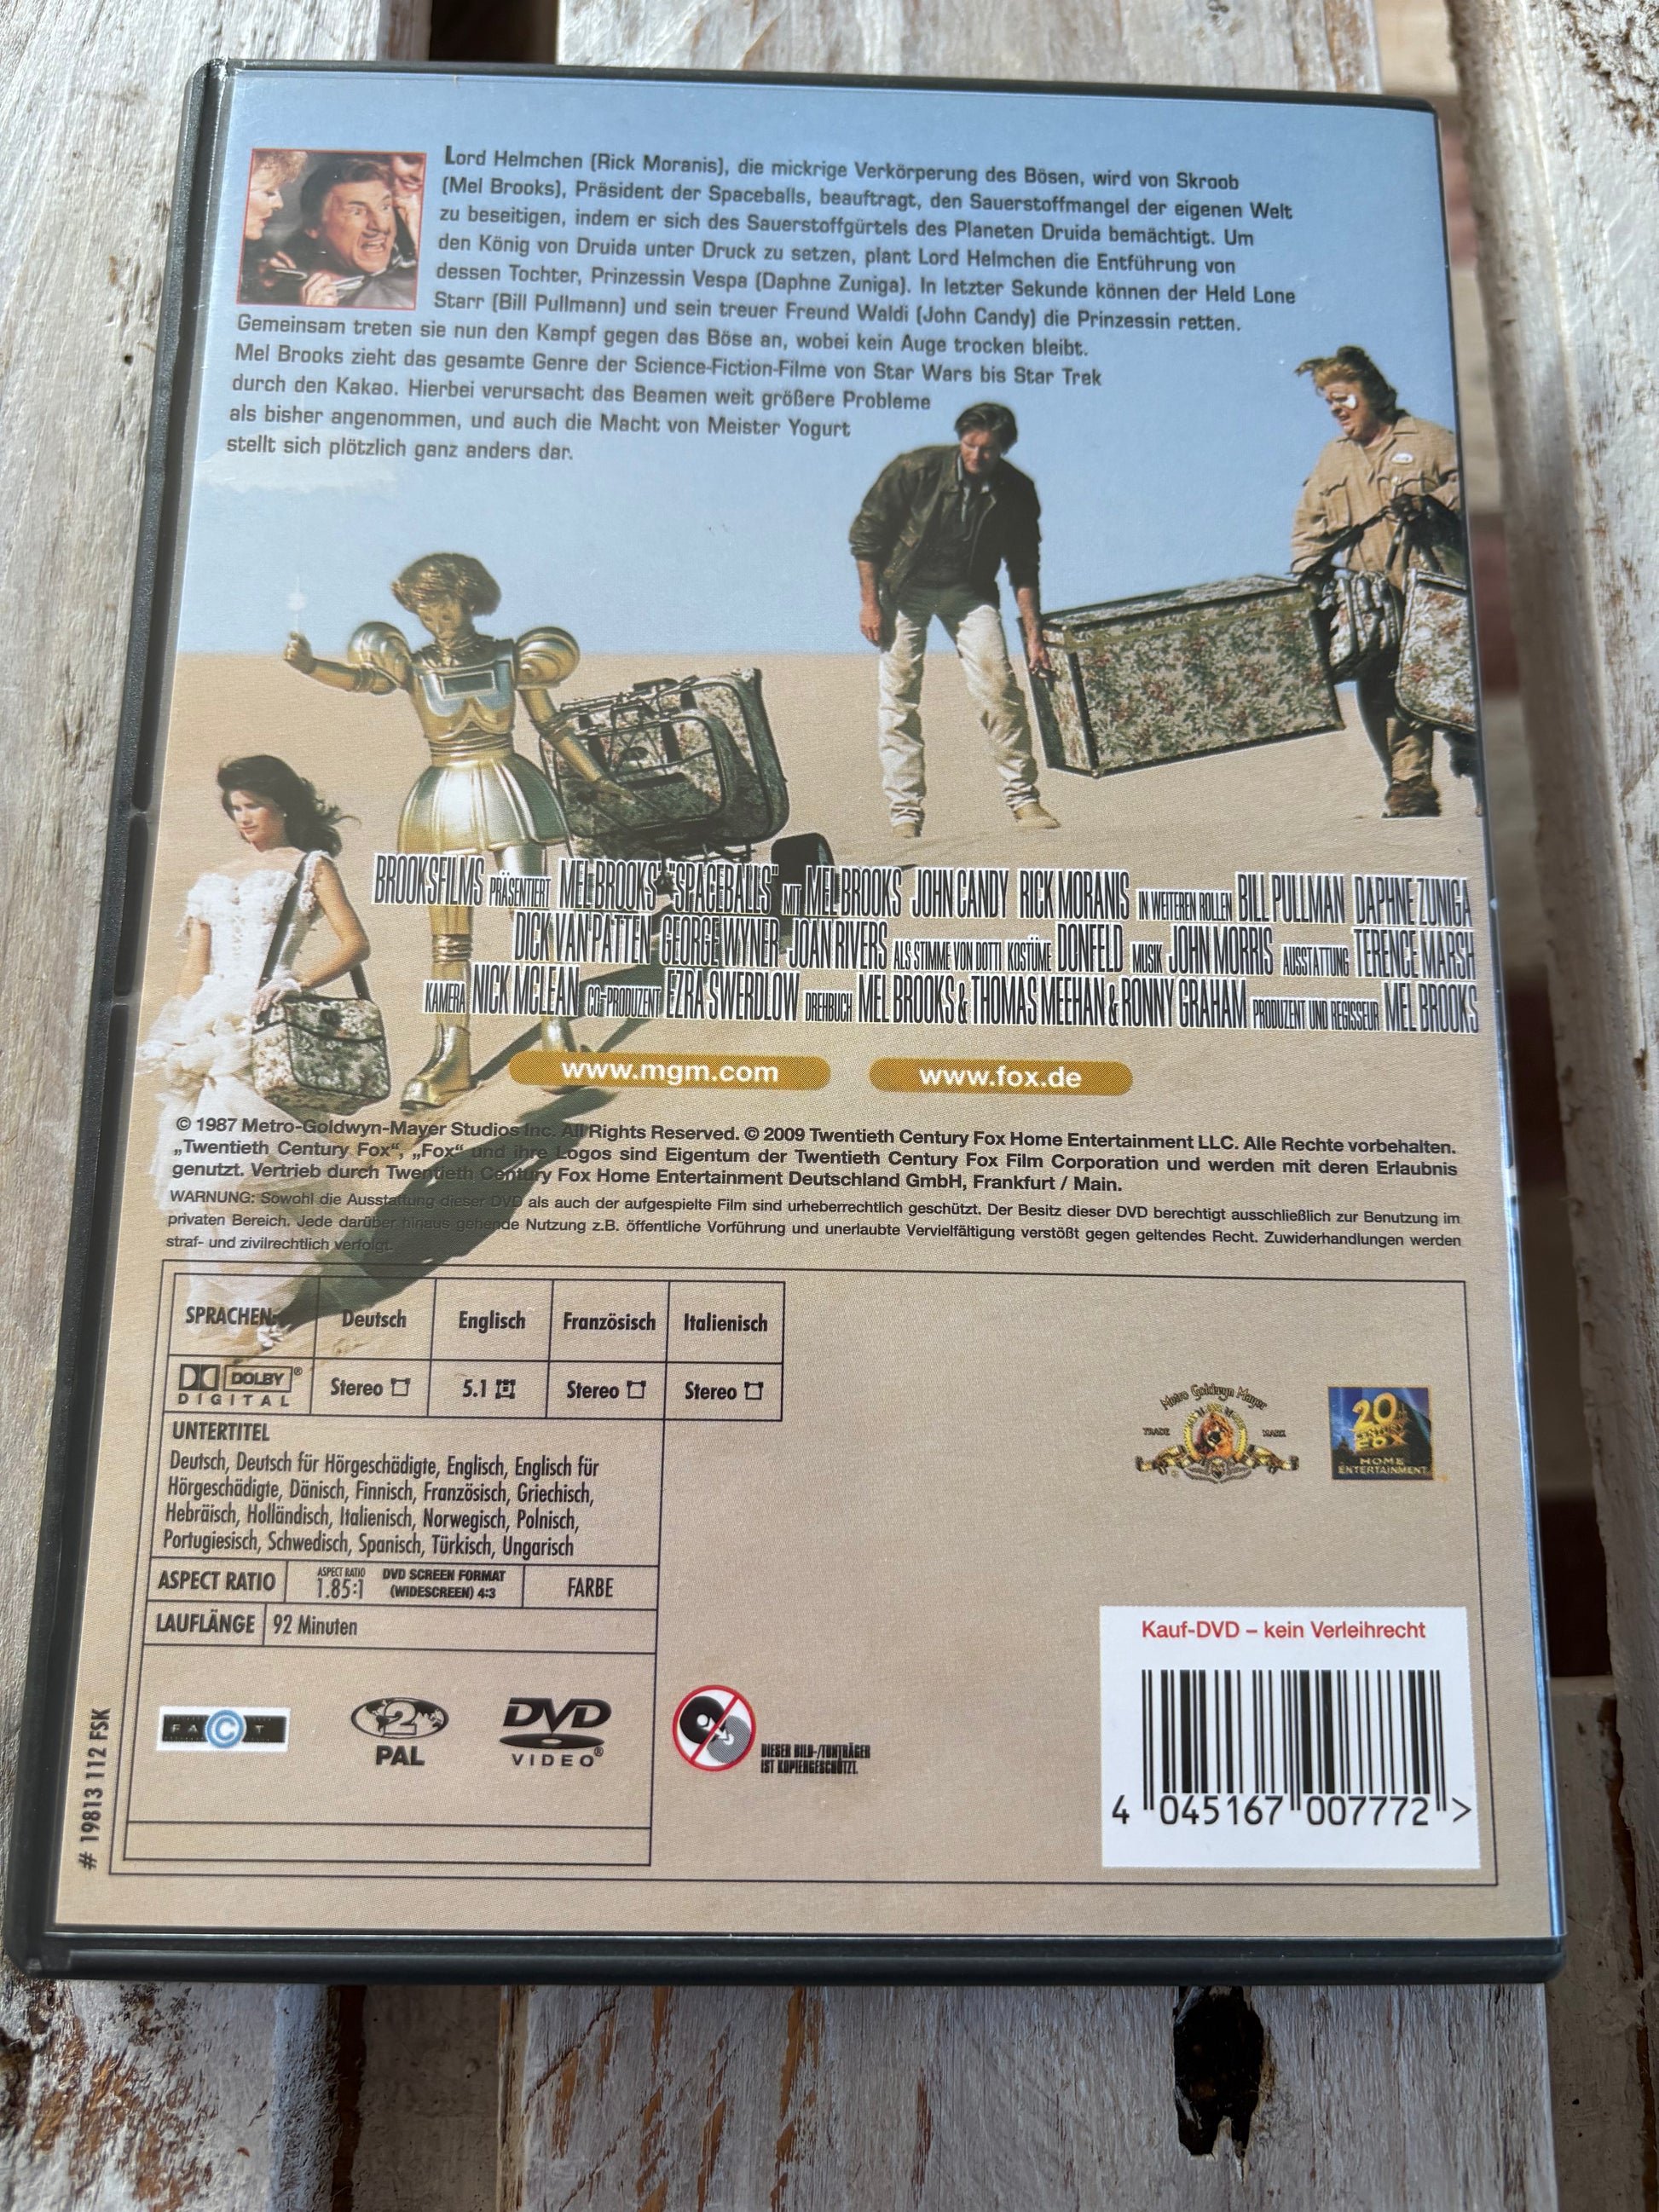 Lord Helmchen (Rick Moranis), die mickrige Verkörperung des Bösen, wird von Skroob
(Mel Brooks), Präsident der Spaceballs, beauftragt, den Sauerstoffmangel der eigenen Welt
zu beseitigen, indem er sich des Sauerstoffgürtels des Planeten Druida bemächtigt. Um
den König von Druida unter Druck zu setzen, plant Lord Helmchen die Entführung von
dessen Tochter, Prinzessin Vespa (Daphne Zuniga). In letzter Sekunde können der Held Lone
Starr (Bill Pullmann) und sein treuer Freund Waldi (John Candy) die Prinzessin retten.
Gemeinsam treten sie nun den Kampf gegen das Böse an, wobei kein Auge trocken bleibt.
Mel Brooks zieht das gesamte Genre der Science-Fiction-Filme von Star Wars bis Star Trek
durch den Kakao. Hierbei verursacht das Beamen weit größere Probleme
als bisher angenommen, und auch die Macht von Meister Yogurt
stellt sich plötzlich ganz anders dar.
BROOKSFILMS PRÄSENTIERT MEL BROOKS' "SPACEBALLS" MIT MEL BROOKS JOHN CANDY RICK MORANIS IN WEITEREN ROLLEN BILL PULLMAN DAPHNE ZUNIGA
DICK VAN PATTEN GEORGE WYNER JOAN RIVERS ALS STIMME VON DOTTI KOSTÜME DONFELD MUSIK JOHN MORRIS AUSSTATTUNG TERENCE MARSH
KAMERA NICK MCLEAN CO-PRODUZENT EZRA SWERDLOW DREHBUCH MEL BROOKS & THOMAS MEEHAN & RONNY GRAHAM PRODUZENT UND REGISSEUR MEL BROOKS
www.mgm.com www.fox.de
© 1987 Metro-Goldwyn-Mayer Studios Inc. All Rights Reserved. © 2009 Twentieth Century Fox Home Entertainment LLC. Alle Rechte vorbehalten.
„Twentieth Century Fox“, „Fox“ und ihre Logos sind Eigentum der Twentieth Century Fox Film Corporation und werden mit deren Erlaubnis
genutzt. Vertrieb durch Twentieth Century Fox Home Entertainment Deutschland GmbH, Frankfurt / Main.
WARNUNG: Sowohl die Ausstattung dieser DVD als auch der aufgespielte Film sind urheberrechtlich geschützt. Der Besitz dieser DVD berechtigt ausschließlich zur Benutzung im
privaten Bereich. Jede darüber hinaus gehende Nutzung z.B. öffentliche Vorführung und unerlaubte Vervielfältigung verstößt gegen geltendes Recht. Zuwiderhandlungen werden
straf- und zivilrechtlich verfolgt.
SPRACHEN: Deutsch Englisch Französisch Italienisch
DOLBY® DIGITAL Stereo 5.1 Stereo Stereo
UNTERTITEL
Deutsch, Deutsch für Hörgeschädigte, Englisch, Englisch für
Hörgeschädigte, Dänisch, Finnisch, Französisch, Griechisch,
Hebräisch, Holländisch, Italienisch, Norwegisch, Polnisch,
Portugiesisch, Schwedisch, Spanisch, Türkisch, Ungarisch
ASPECT RATIO ASPECT RATIO 1.85:1 DVD SCREEN FORMAT (WIDESCREEN) 4:3 FARBE
LAUFLÄNGE 92 Minuten
Metro Goldwyn Mayer
TRADE MARK
20TH CENTURY FOX
HOME
ENTERTAINMENT
FACT
2
PAL
DVD
VIDEO®
DIESER BILD-/TONTRÄGER
IST KOPIERGESCHÜTZT.
Kauf-DVD – kein Verleihrecht
4 045167 007772 >
# 19813 112 FSK